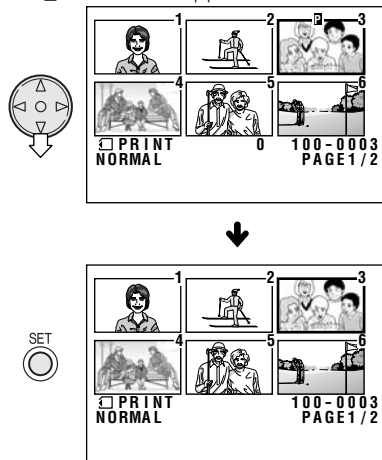 1 2 P 3
4 5 6
PRINT 0 100-0003
NORMAL PAGE1/2
SET
1 2 3
4 5 6
PRINT 100-0003
NORMAL PAGE1/2